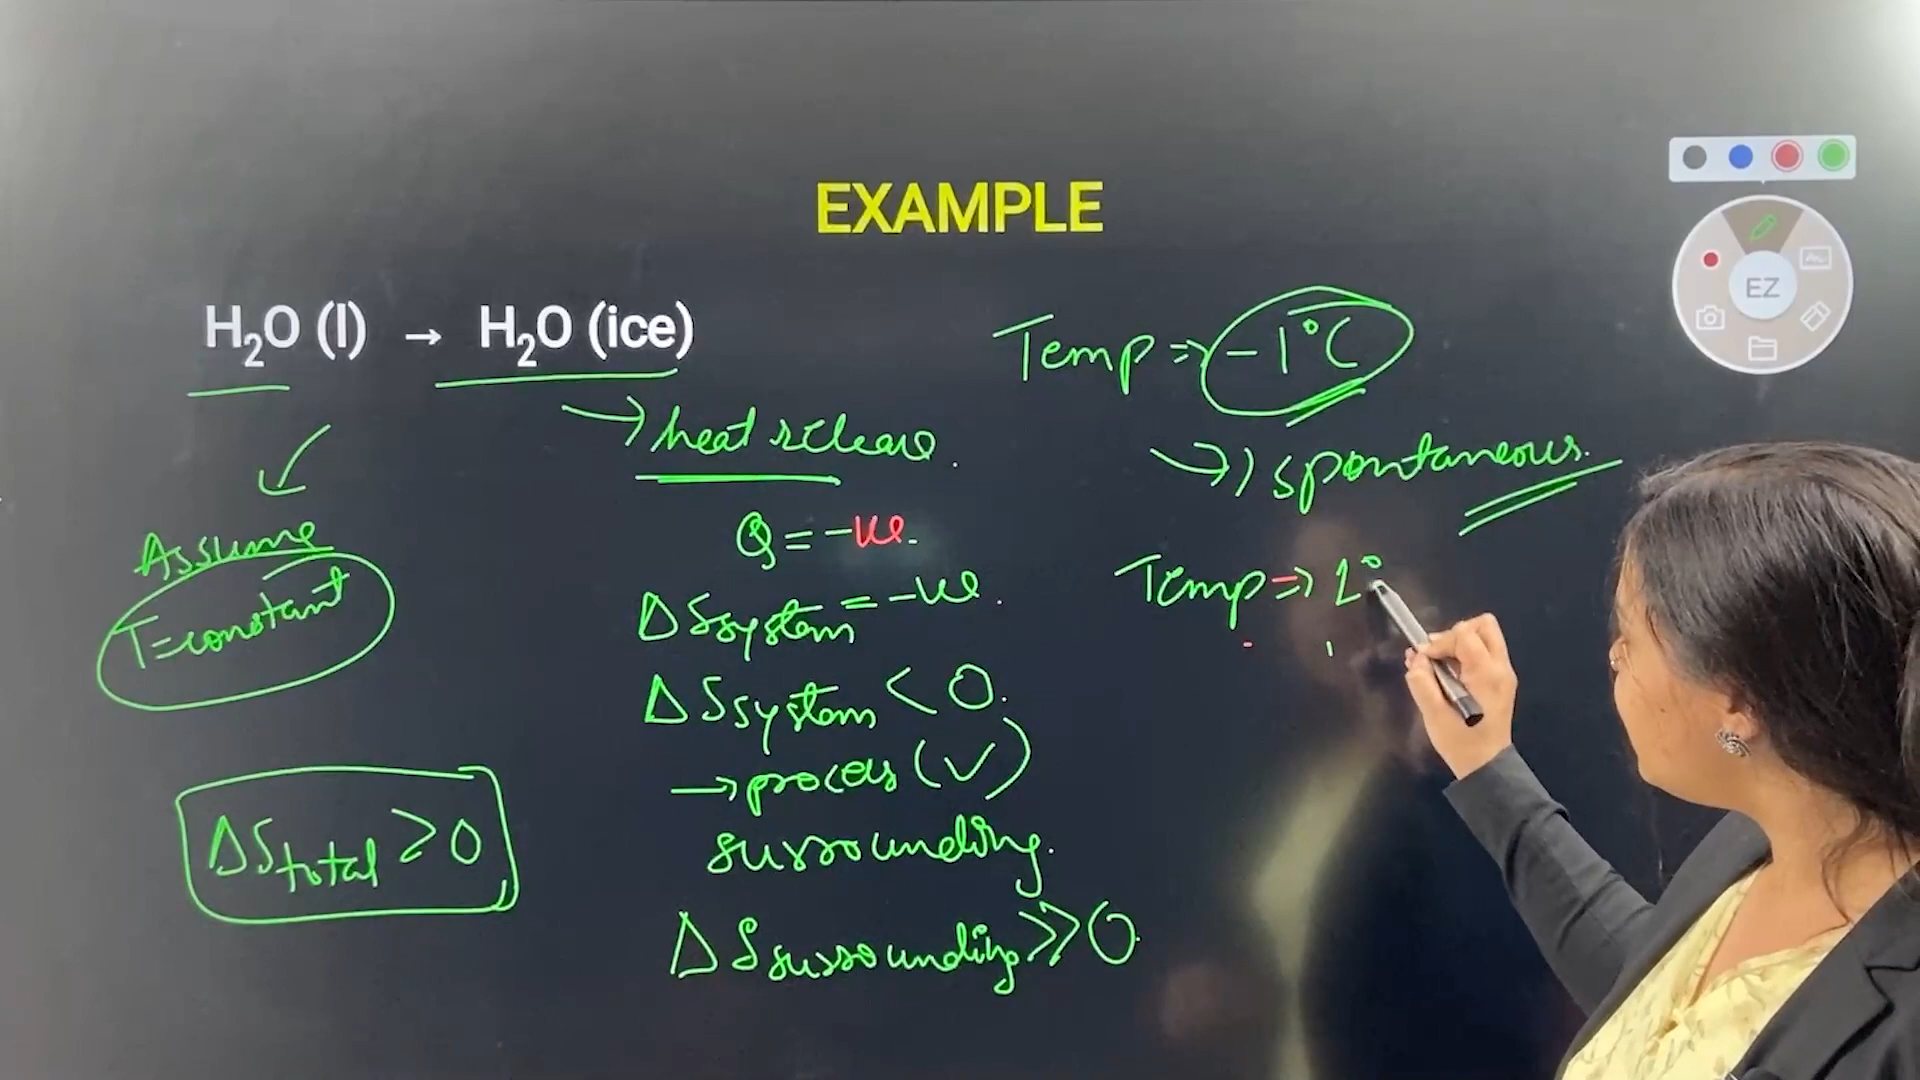 EXAMPLE
H₂O (l) → H₂O (ice)
→ heat release.
Q = -ve.
ΔSsystem = -ve.
ΔSsystem < 0.
→ process (✓)
surrounding.
ΔSsurrounding >> 0.
Assume
T = constant
ΔStotal > 0
Temp ⇒ -1°C
→ spontaneous.
Temp ⇒ 1°
EZ